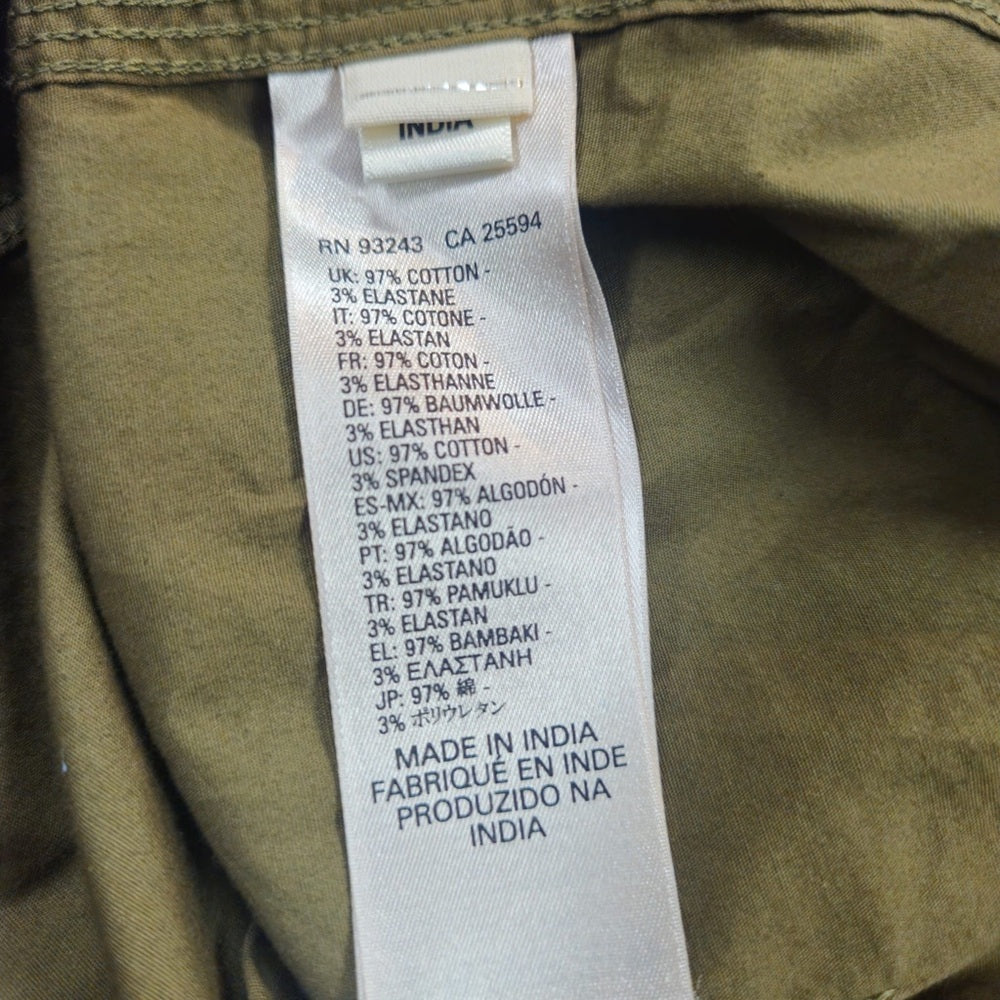 INDIA
RN 93243 CA 25594
UK: 97% COTTON -
3% ELASTANE
IT: 97% COTONE -
3% ELASTAN
FR: 97% COTON -
3% ELASTHANNE
DE: 97% BAUMWOLLE -
3% ELASTHAN
US: 97% COTTON -
3% SPANDEX
ES-MX: 97% ALGODÓN -
3% ELASTANO
PT: 97% ALGODÃO -
3% ELASTANO
TR: 97% PAMUKLU -
3% ELASTAN
EL: 97% ΒΑΜΒΑΚΙ -
3% ΕΛΑΣΤΑΝΗ
JP: 97% 綿 -
3% ポリウレタン
MADE IN INDIA
FABRIQUÉ EN INDE
PRODUZIDO NA
INDIA